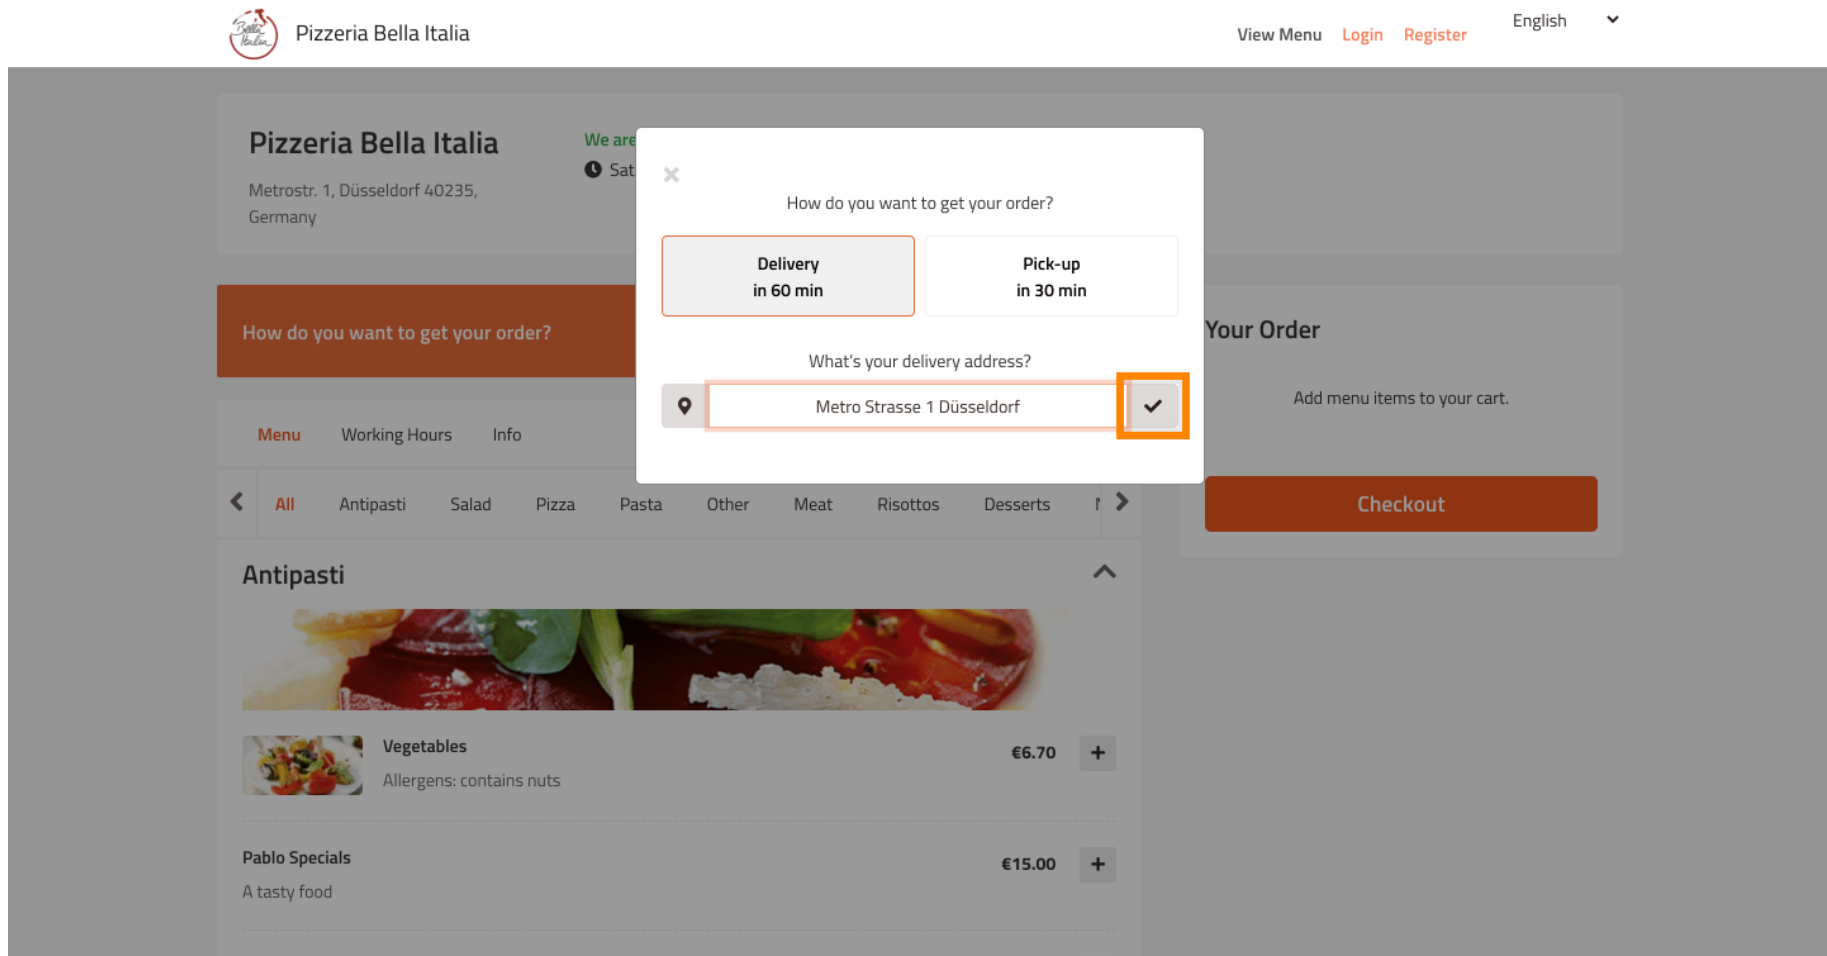 Bella
Italia
Pizzeria Bella Italia
View Menu
Login
Register
English
Pizzeria Bella Italia
Metrostr. 1, Düsseldorf 40235,
Germany
We are
Sat
How do you want to get your order?
Delivery
in 60 min
Pick-up
in 30 min
What's your delivery address?
Metro Strasse 1 Düsseldorf
How do you want to get your order?
Your Order
Add menu items to your cart.
Checkout
Menu
Working Hours
Info
All
Antipasti
Salad
Pizza
Pasta
Other
Meat
Risottos
Desserts
Antipasti
Vegetables
€6.70
+
Allergens: contains nuts
Pablo Specials
€15.00
+
A tasty food